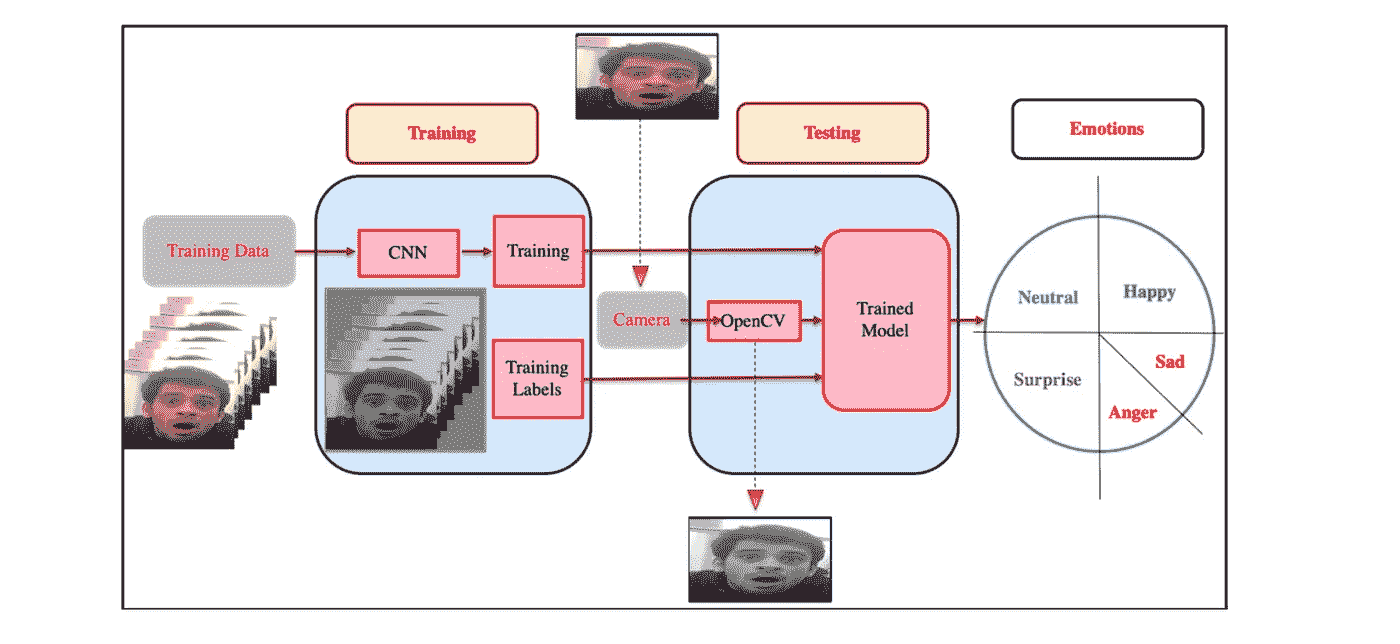 Training
Testing
Emotions
Training Data
CNN
Training
Training
Labels
Camera
OpenCV
Trained
Model
Neutral
Happy
Sad
Surprise
Anger